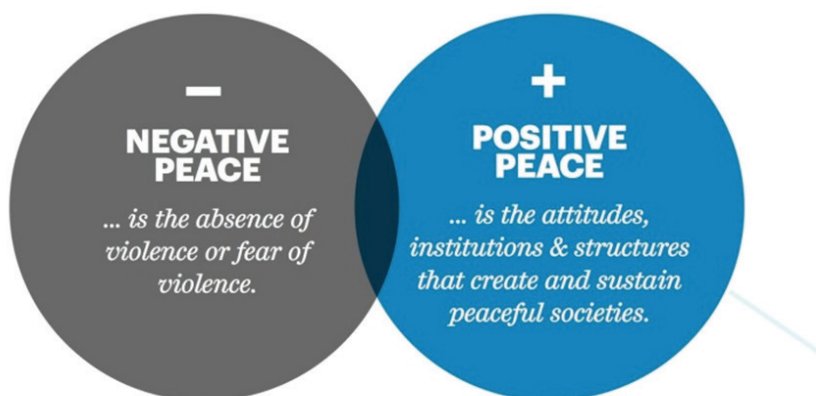 –
NEGATIVE
PEACE
... is the absence of
violence or fear of
violence.
+
POSITIVE
PEACE
... is the attitudes,
institutions & structures
that create and sustain
peaceful societies.